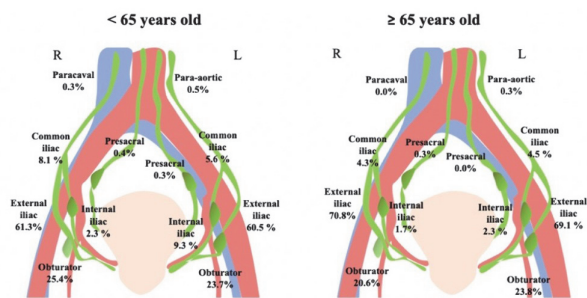 < 65 years old
R
L
Paracaval
0.3%
Para-aortic
0.5%
Common
iliac
8.1 %
Presacral
0.4%
Presacral
0.3%
Common
iliac
5.6 %
External
iliac
61.3%
Internal
iliac
2.3 %
Internal
iliac
9.3 %
External
iliac
60.5 %
Obturator
25.4%
Obturator
23.7%
≥ 65 years old
R
L
Paracaval
0.0%
Para-aortic
0.3%
Common
iliac
4.3%
Presacral
0.3%
Presacral
0.0%
Common
iliac
4.5 %
External
iliac
70.8%
Internal
iliac
1.7%
Internal
iliac
2.3 %
External
iliac
69.1 %
Obturator
20.6%
Obturator
23.8%